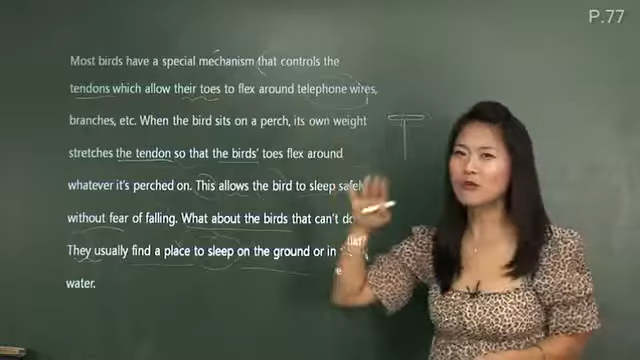 P.77
Most birds have a special mechanism that controls the
tendons which allow their toes to flex around telephone wires,
branches, etc. When the bird sits on a perch, its own weight
T
stretches the tendon so that the birds' toes flex around
whatever it's perched on. This allows the bird to sleep
without fear of falling. What about the birds that can't
They usually find a place to sleep on the ground or in
water.